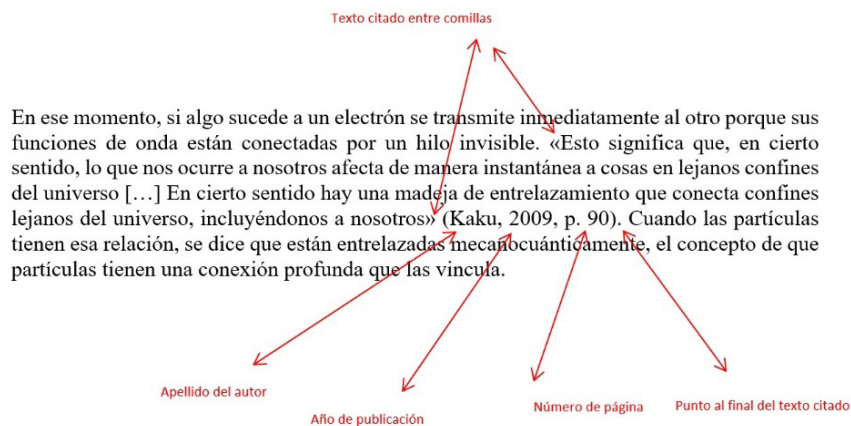 Texto citado entre comillas
En ese momento, si algo sucede a un electrón se transmite inmediatamente al otro porque sus
funciones de onda están conectadas por un hilo invisible. «Esto significa que, en cierto
sentido, lo que nos ocurre a nosotros afecta de manera instantánea a cosas en lejanos confines
del universo […] En cierto sentido hay una madeja de entrelazamiento que conecta confines
lejanos del universo, incluyéndonos a nosotros» (Kaku, 2009, p. 90). Cuando las partículas
tienen esa relación, se dice que están entrelazadas mecañocuánticamente, el concepto de que
partículas tienen una conexión profunda que las vincula.
Apellido del autor
Año de publicación
Número de página
Punto al final del texto citado